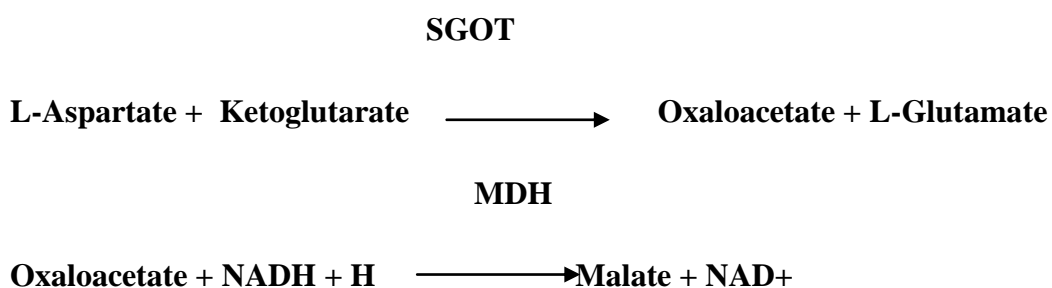 SGOT
L-Aspartate + Ketoglutarate Oxaloacetate + L-Glutamate
MDH
Oxaloacetate + NADH + H Malate + NAD+